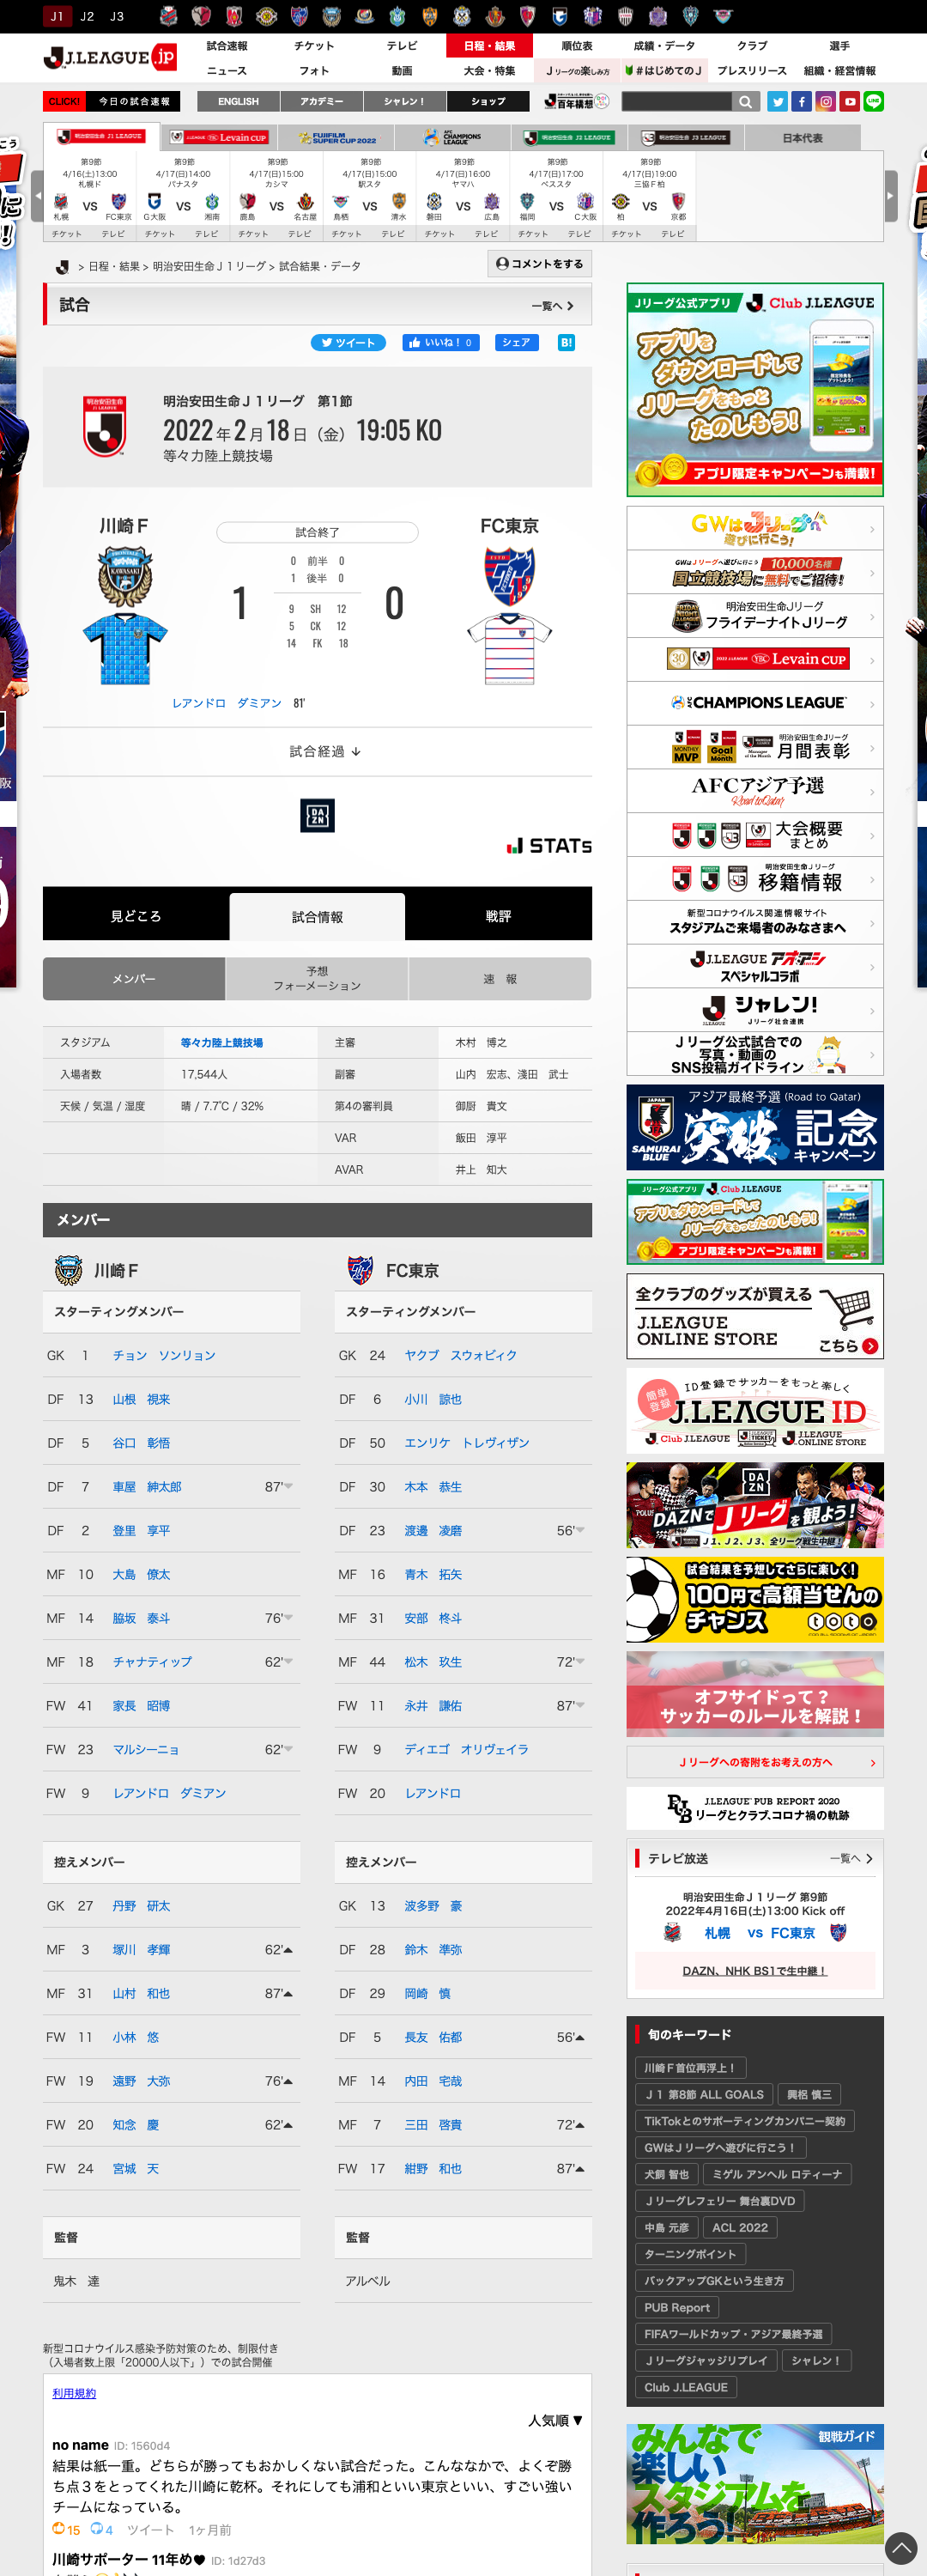 J1 J2 J3
J.LEAGUE.jp
試合速報 チケット テレビ 日程・結果 順位表 成績・データ クラブ 選手
ニュース フォト 動画 大会・特集 Ｊリーグの楽しみ方 #はじめてのＪ プレスリリース 組織・経営情報
CLICK! 今日の試合速報 ENGLISH アカデミー シャレン！ ショップ 百年構想
明治安田生命 J1 LEAGUE Levain CUP FUJIFILM SUPER CUP 2022 CHAMPIONS LEAGUE 明治安田生命 J2 LEAGUE 明治安田生命 J3 LEAGUE 日本代表
第9節 第9節 第9節 第9節 第9節 第9節 第9節
4/16(土)13:00 4/17(日)14:00 4/17(日)15:00 4/17(日)15:00 4/17(日)16:00 4/17(日)17:00 4/17(日)19:00
札幌ド パナスタ カシマ 駅スタ ヤマハ ベススタ 三協Ｆ柏
VS VS VS VS VS VS VS
札幌 FC東京 Ｇ大阪 湘南 鹿島 名古屋 鳥栖 清水 磐田 広島 福岡 Ｃ大阪 柏 京都
チケット テレビ チケット テレビ チケット テレビ チケット テレビ チケット テレビ チケット テレビ チケット テレビ
> 日程・結果 > 明治安田生命Ｊ１リーグ > 試合結果・データ
コメントをする
試合 一覧へ
ツイート いいね！ 0 シェア B!
明治安田生命Ｊ１リーグ 第1節
2022年2月18日（金）19:05 KO
等々力陸上競技場
川崎Ｆ 試合終了 FC東京
0 前半 0
1 後半 0
1 0
9 SH 12
5 CK 12
14 FK 18
レアンドロ ダミアン 81'
試合経過
DAZN
STATs
見どころ 試合情報 戦評
メンバー 予想フォーメーション 速 報
スタジアム 等々力陸上競技場 主審 木村 博之
入場者数 17,544人 副審 山内 宏志、淺田 武士
天候 / 気温 / 湿度 晴 / 7.7℃ / 32% 第4の審判員 御厨 貴文
VAR 飯田 淳平
AVAR 井上 知大
メンバー
川崎Ｆ FC東京
スターティングメンバー スターティングメンバー
GK 1 チョン ソンリョン GK 24 ヤクブ スウォビィク
DF 13 山根 視来 DF 6 小川 諒也
DF 5 谷口 彰悟 DF 50 エンリケ トレヴィザン
DF 7 車屋 紳太郎 87' DF 30 木本 恭生
DF 2 登里 享平 DF 23 渡邊 凌磨 56'
MF 10 大島 僚太 MF 16 青木 拓矢
MF 14 脇坂 泰斗 76' MF 31 安部 柊斗
MF 18 チャナティップ 62' MF 44 松木 玖生 72'
FW 41 家長 昭博 FW 11 永井 謙佑 87'
FW 23 マルシーニョ 62' FW 9 ディエゴ オリヴェイラ
FW 9 レアンドロ ダミアン FW 20 レアンドロ
控えメンバー 控えメンバー
GK 27 丹野 研太 GK 13 波多野 豪
MF 3 塚川 孝輝 62' DF 28 鈴木 準弥
MF 31 山村 和也 87' DF 29 岡崎 慎
FW 11 小林 悠 DF 5 長友 佑都 56'
FW 19 遠野 大弥 76' MF 14 内田 宅哉
FW 20 知念 慶 62' MF 7 三田 啓貴 72'
FW 24 宮城 天 FW 17 紺野 和也 87'
監督 監督
鬼木 達 アルベル
新型コロナウイルス感染予防対策のため、制限付き
（入場者数上限「20000人以下」）での試合開催
利用規約
人気順 ▼
no name ID: 1560d4
結果は紙一重。どちらが勝ってもおかしくない試合だった。こんななかで、よくぞ勝
ち点３をとってくれた川崎に乾杯。それにしても浦和といい東京といい、すごい強い
チームになっている。
15 4 ツイート 1ヶ月前
川崎サポーター 11年め♥ ID: 1d27d3
Jリーグ公式アプリ Club J.LEAGUE
アプリを
ダウンロードして
Jリーグをもっと
たのしもう!
アプリ限定キャンペーンも満載!
GWはJリーグへ
遊びに行こう!
GWはJリーグへ遊びに行こう 10,000名様
国立競技場に無料でご招待!
明治安田生命Jリーグ
フライデーナイトJリーグ
Levain CUP
CHAMPIONS LEAGUE
MONTHLY MVP Goal Month 明治安田生命Jリーグ
月間表彰
AFCアジア予選
Road to Qatar
大会概要
まとめ
明治安田生命Ｊリーグ
移籍情報
新型コロナウイルス関連情報サイト
スタジアムご来場者のみなさまへ
J.LEAGUE アオアシ
スペシャルコラボ
シャレン!
Jリーグ社会連携
Ｊリーグ公式試合での
写真・動画の
SNS投稿ガイドライン
アジア最終予選 (Road to Qatar)
JAPAN JFA SAMURAI BLUE 突破 記念
キャンペーン
Jリーグ公式アプリ Club J.LEAGUE
アプリをダウンロードして
Jリーグをもっとたのしもう!
アプリ限定キャンペーンも満載!
全クラブのグッズが買える
J.LEAGUE
ONLINE STORE
こちら
簡単登録 ID登録でサッカーをもっと楽しく
J.LEAGUE ID
Club J.LEAGUE J.LEAGUE TICKET J.LEAGUE ONLINE STORE
DAZN
DAZNでＪリーグを観よう!
J1、J2、J3、全リーグ戦生中継!
試合結果を予想してさらに楽しく!
100円で高額当せんの
チャンス toto
オフサイドって？
サッカーのルールを解説！
Ｊリーグへの寄附をお考えの方へ
J.LEAGUE PUB REPORT 2020
リーグとクラブ、コロナ禍の軌跡
テレビ放送 一覧へ
明治安田生命Ｊ１リーグ 第9節
2022年4月16日(土)13:00 Kick off
札幌 vs FC東京
DAZN、NHK BS1で生中継！
旬のキーワード
川崎Ｆ首位再浮上！
Ｊ１ 第8節 ALL GOALS 興梠 慎三
TikTokとのサポーティングカンパニー契約
GWはＪリーグへ遊びに行こう！
犬飼 智也 ミゲル アンヘル ロティーナ
Ｊリーグレフェリー 舞台裏DVD
中島 元彦 ACL 2022
ターニングポイント
バックアップGKという生き方
PUB Report
FIFAワールドカップ・アジア最終予選
Ｊリーグジャッジリプレイ シャレン！
Club J.LEAGUE
観戦ガイド
みんなで
楽しい
スタジアムを
作ろう!